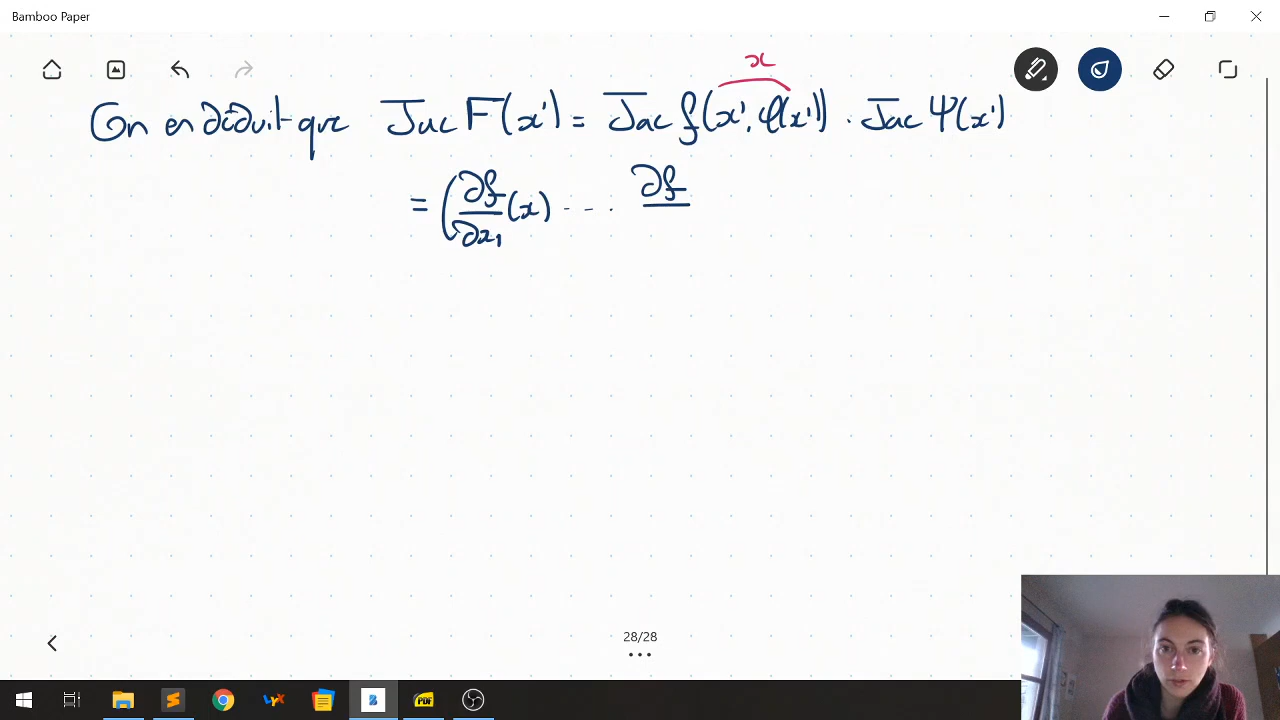 Bamboo Paper
x
On en déduit que Jac F(x') = Jac f(x', φ(x')) . Jac Ψ(x')
= (∂f/∂x₁ (x) ... ∂f
28/28